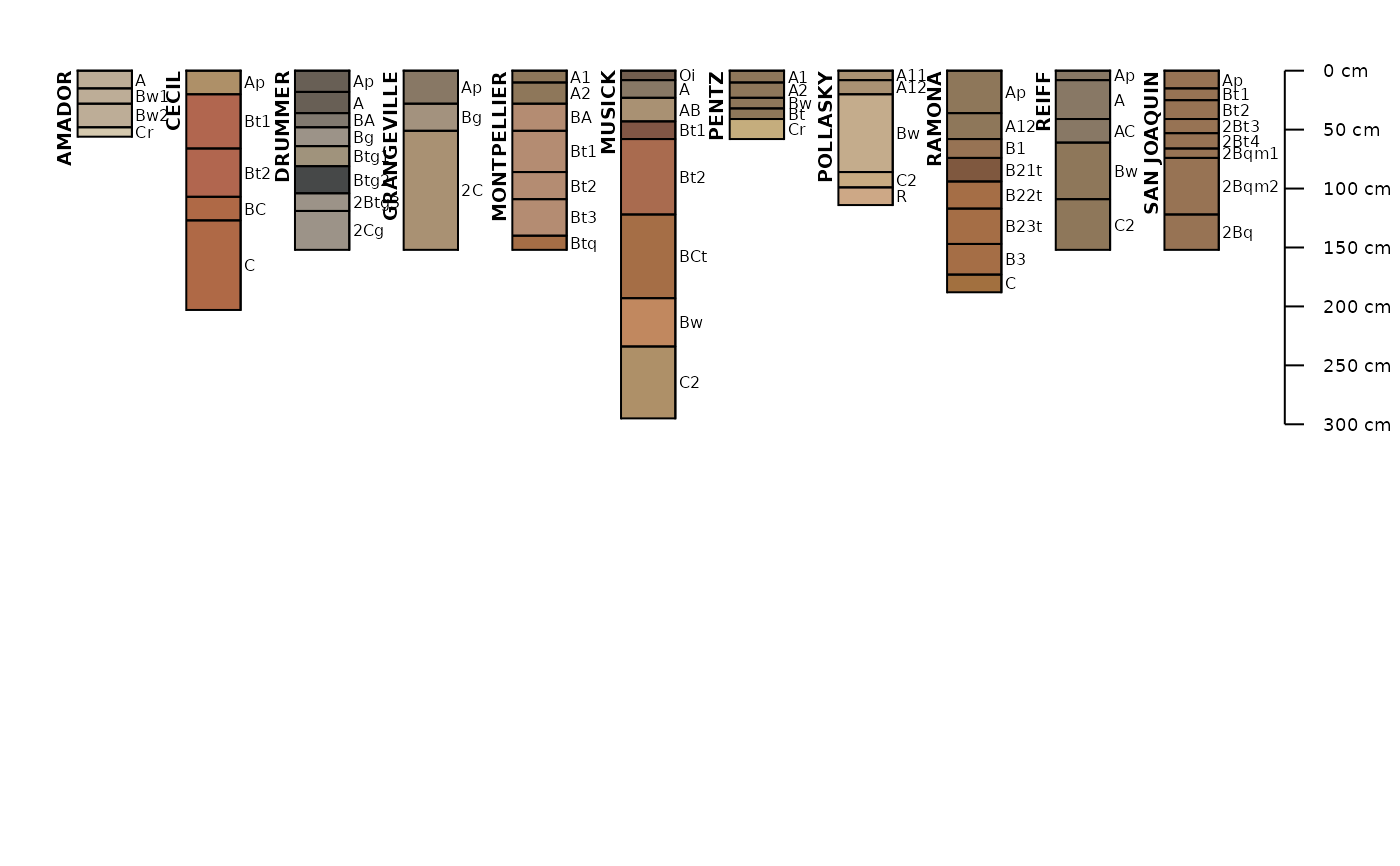 AMADOR
A
Bw1
Bw2
Cr
CECIL
Ap
Bt1
Bt2
BC
C
DRUMMER
Ap
A
BA
Bg
Btg1
Btg2
2Btg3
2Cg
GRANGEVILLE
Ap
Bg
2C
MONTPELLIER
A1
A2
BA
Bt1
Bt2
Bt3
Btq
MUSICK
Oi
A
AB
Bt1
Bt2
BCt
Bw
C2
PENTZ
A1
A2
Bw
Bt
Cr
POLLASKY
A11
A12
Bw
C2
R
RAMONA
Ap
A12
B1
B21t
B22t
B23t
B3
C
REIFF
Ap
A
AC
Bw
C2
SAN JOAQUIN
Ap
Bt1
Bt2
2Bt3
2Bt4
2Bqm1
2Bqm2
2Bq
0 cm
50 cm
100 cm
150 cm
200 cm
250 cm
300 cm